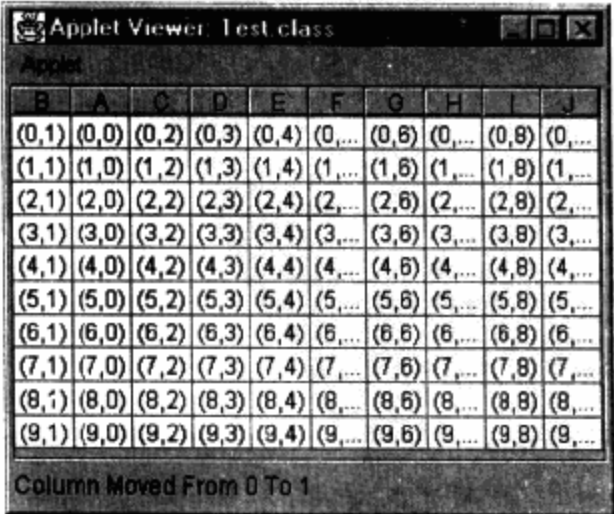 Applet Viewer: Test.class
Applet
B A C D E F G H I J
(0,1) (0,0) (0,2) (0,3) (0,4) (0,... (0,6) (0,... (0,8) (0,...
(1,1) (1,0) (1,2) (1,3) (1,4) (1,... (1,6) (1,... (1,8) (1,...
(2,1) (2,0) (2,2) (2,3) (2,4) (2,... (2,6) (2,... (2,8) (2,...
(3,1) (3,0) (3,2) (3,3) (3,4) (3,... (3,6) (3,... (3,8) (3,...
(4,1) (4,0) (4,2) (4,3) (4,4) (4,... (4,6) (4,... (4,8) (4,...
(5,1) (5,0) (5,2) (5,3) (5,4) (5,... (5,6) (5,... (5,8) (5,...
(6,1) (6,0) (6,2) (6,3) (6,4) (6,... (6,6) (6,... (6,8) (6,...
(7,1) (7,0) (7,2) (7,3) (7,4) (7,... (7,6) (7,... (7,8) (7,...
(8,1) (8,0) (8,2) (8,3) (8,4) (8,... (8,6) (8,... (8,8) (8,...
(9,1) (9,0) (9,2) (9,3) (9,4) (9,... (9,6) (9,... (9,8) (9,...
Column Moved From 0 To 1